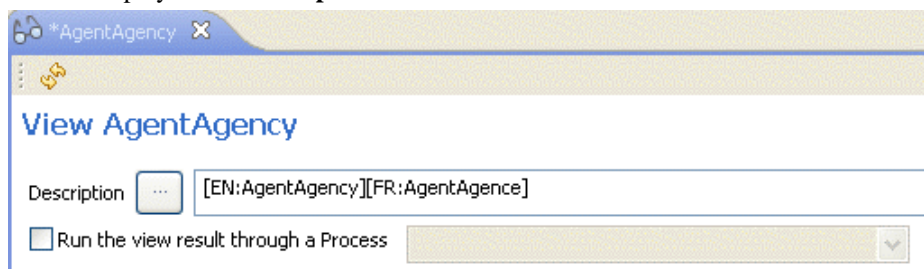 *AgentAgency
View AgentAgency
Description ... [EN:AgentAgency][FR:AgentAgence]
Run the view result through a Process